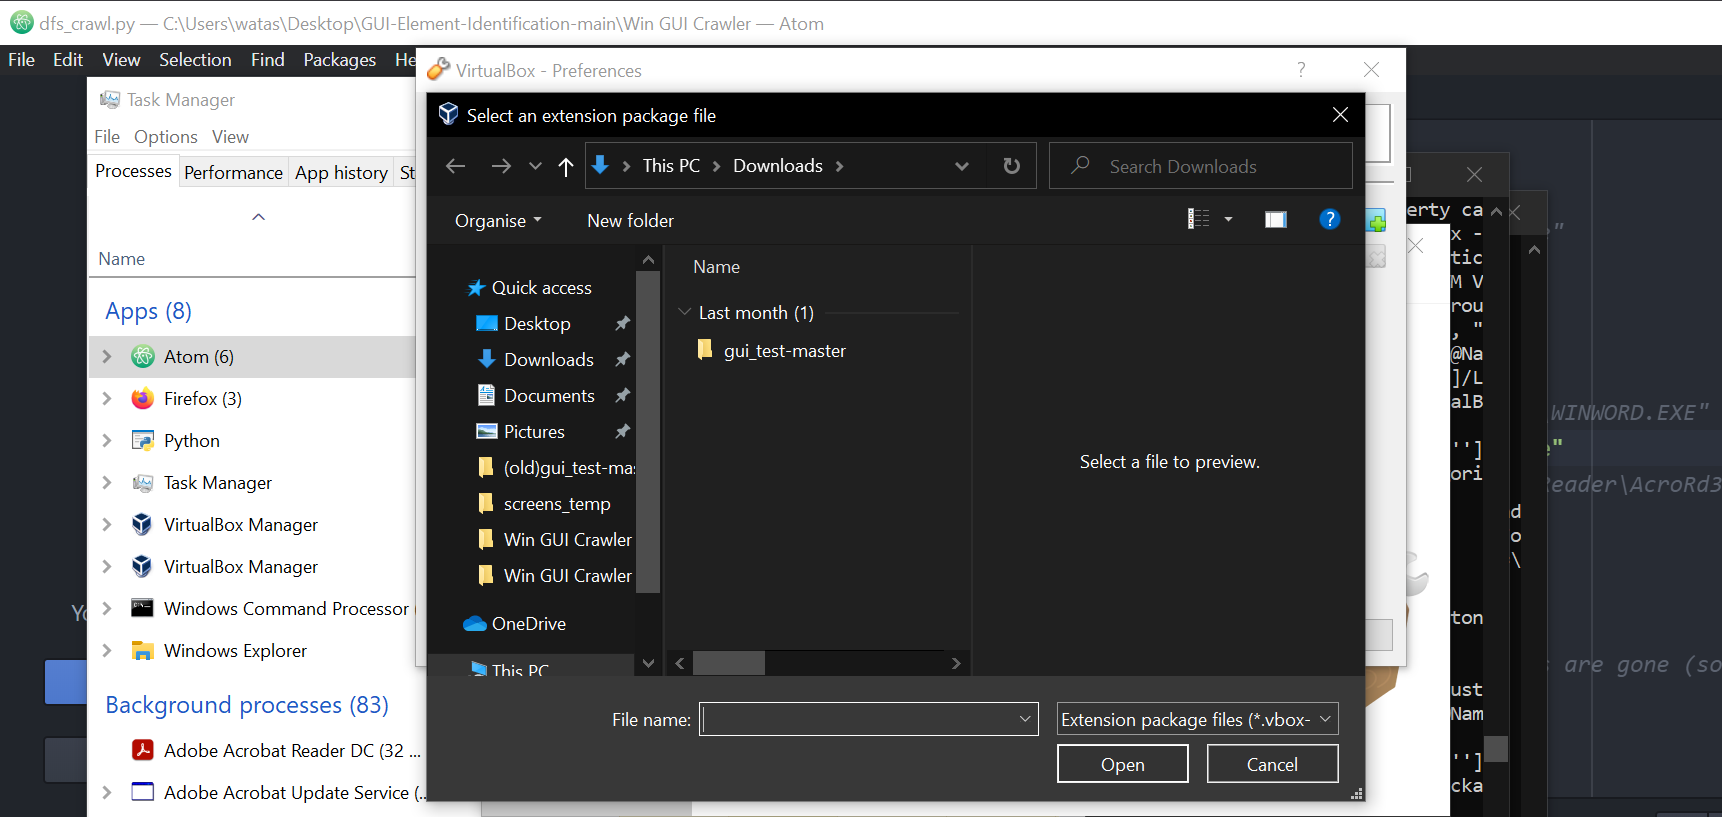 dfs_crawl.py — C:\Users\watas\Desktop\GUI-Element-Identification-main\Win GUI Crawler — Atom
File Edit View Selection Find Packages He
Task Manager
File Options View
Processes Performance App history St
Name
Apps (8)
Atom (6)
Firefox (3)
Python
Task Manager
VirtualBox Manager
VirtualBox Manager
Windows Command Processor (
Windows Explorer
Background processes (83)
Adobe Acrobat Reader DC (32 ...
Adobe Acrobat Update Service (...
VirtualBox - Preferences
?
Select an extension package file
This PC > Downloads >
Search Downloads
Organise
New folder
?
Quick access
Desktop
Downloads
Documents
Pictures
(old)gui_test-mas
screens_temp
Win GUI Crawler
Win GUI Crawler
OneDrive
This PC
Name
Last month (1)
gui_test-master
Select a file to preview.
File name:
Extension package files (*.vbox-
Open
Cancel
erty ca
x -
tic
M V
rou
, "
@Na
]/L
alB
\WINWORD.EXE"
'']
e"
ori
Reader\AcroRd3
d
o
\
ton
s are gone (so
ust
Nam
'']
cka
Yo